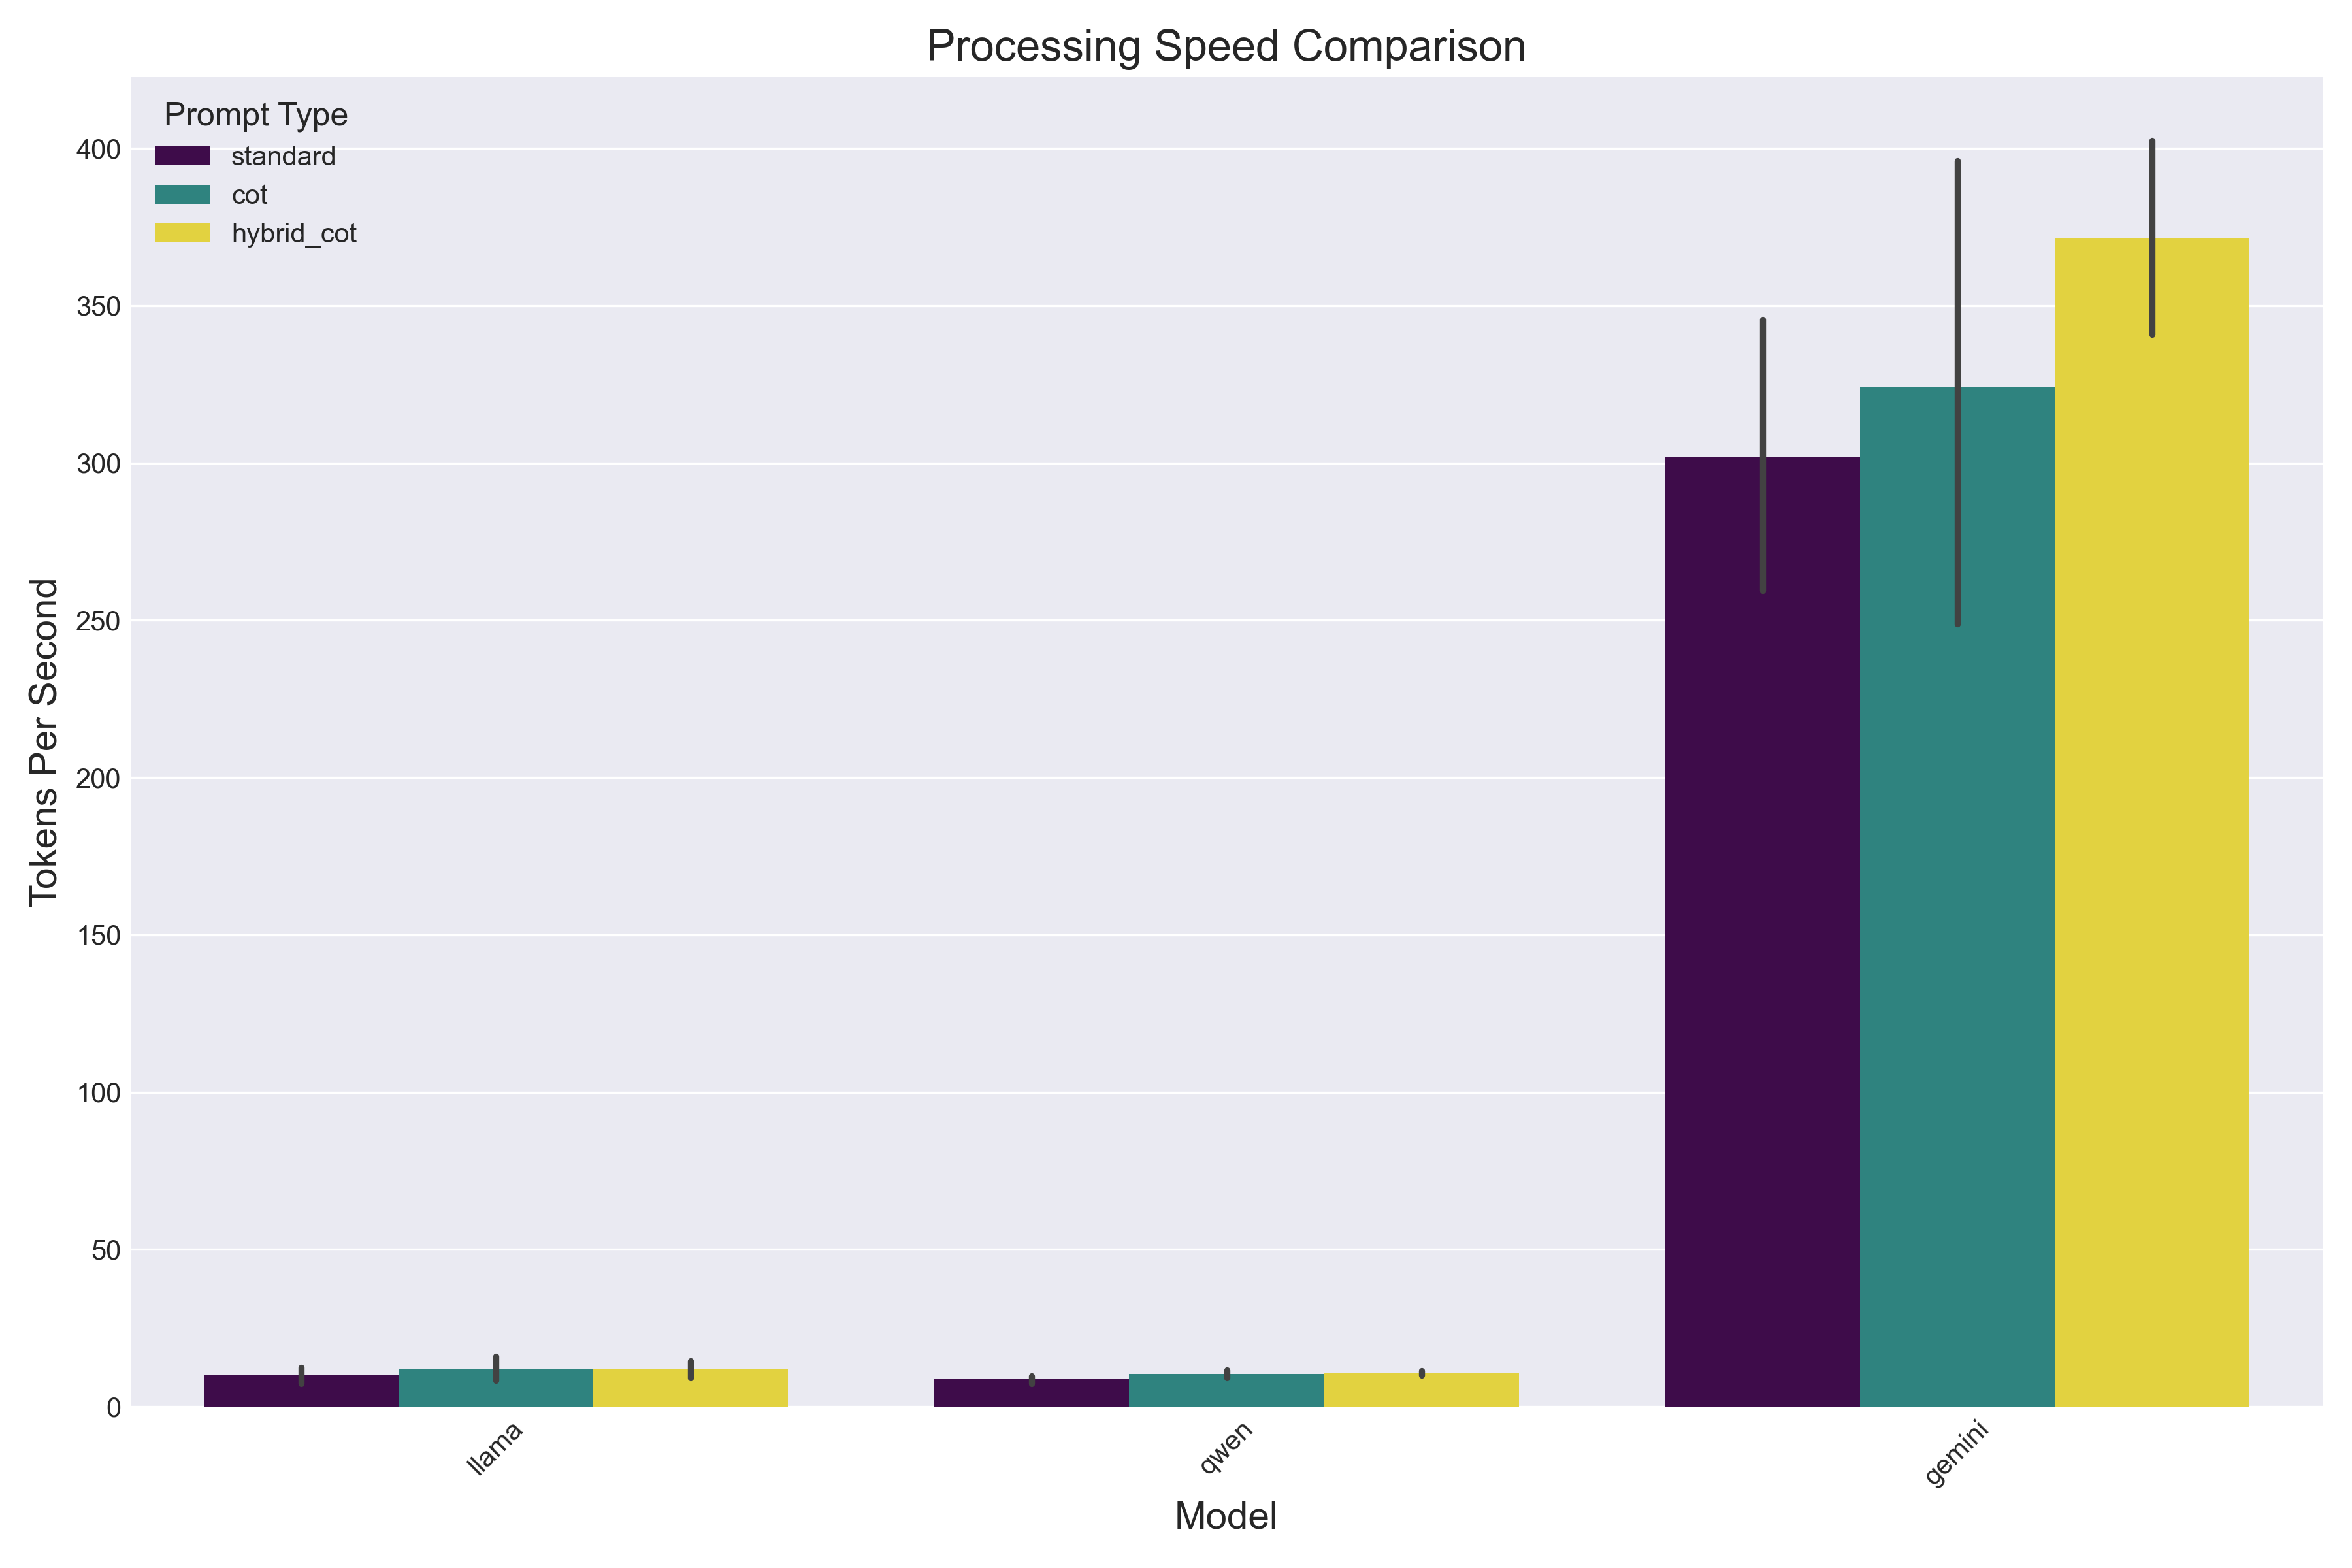 Processing Speed Comparison
Prompt Type
standard
cot
hybrid_cot
400
350
300
250
200
150
100
50
0
Tokens Per Second
llama
qwen
gemini
Model